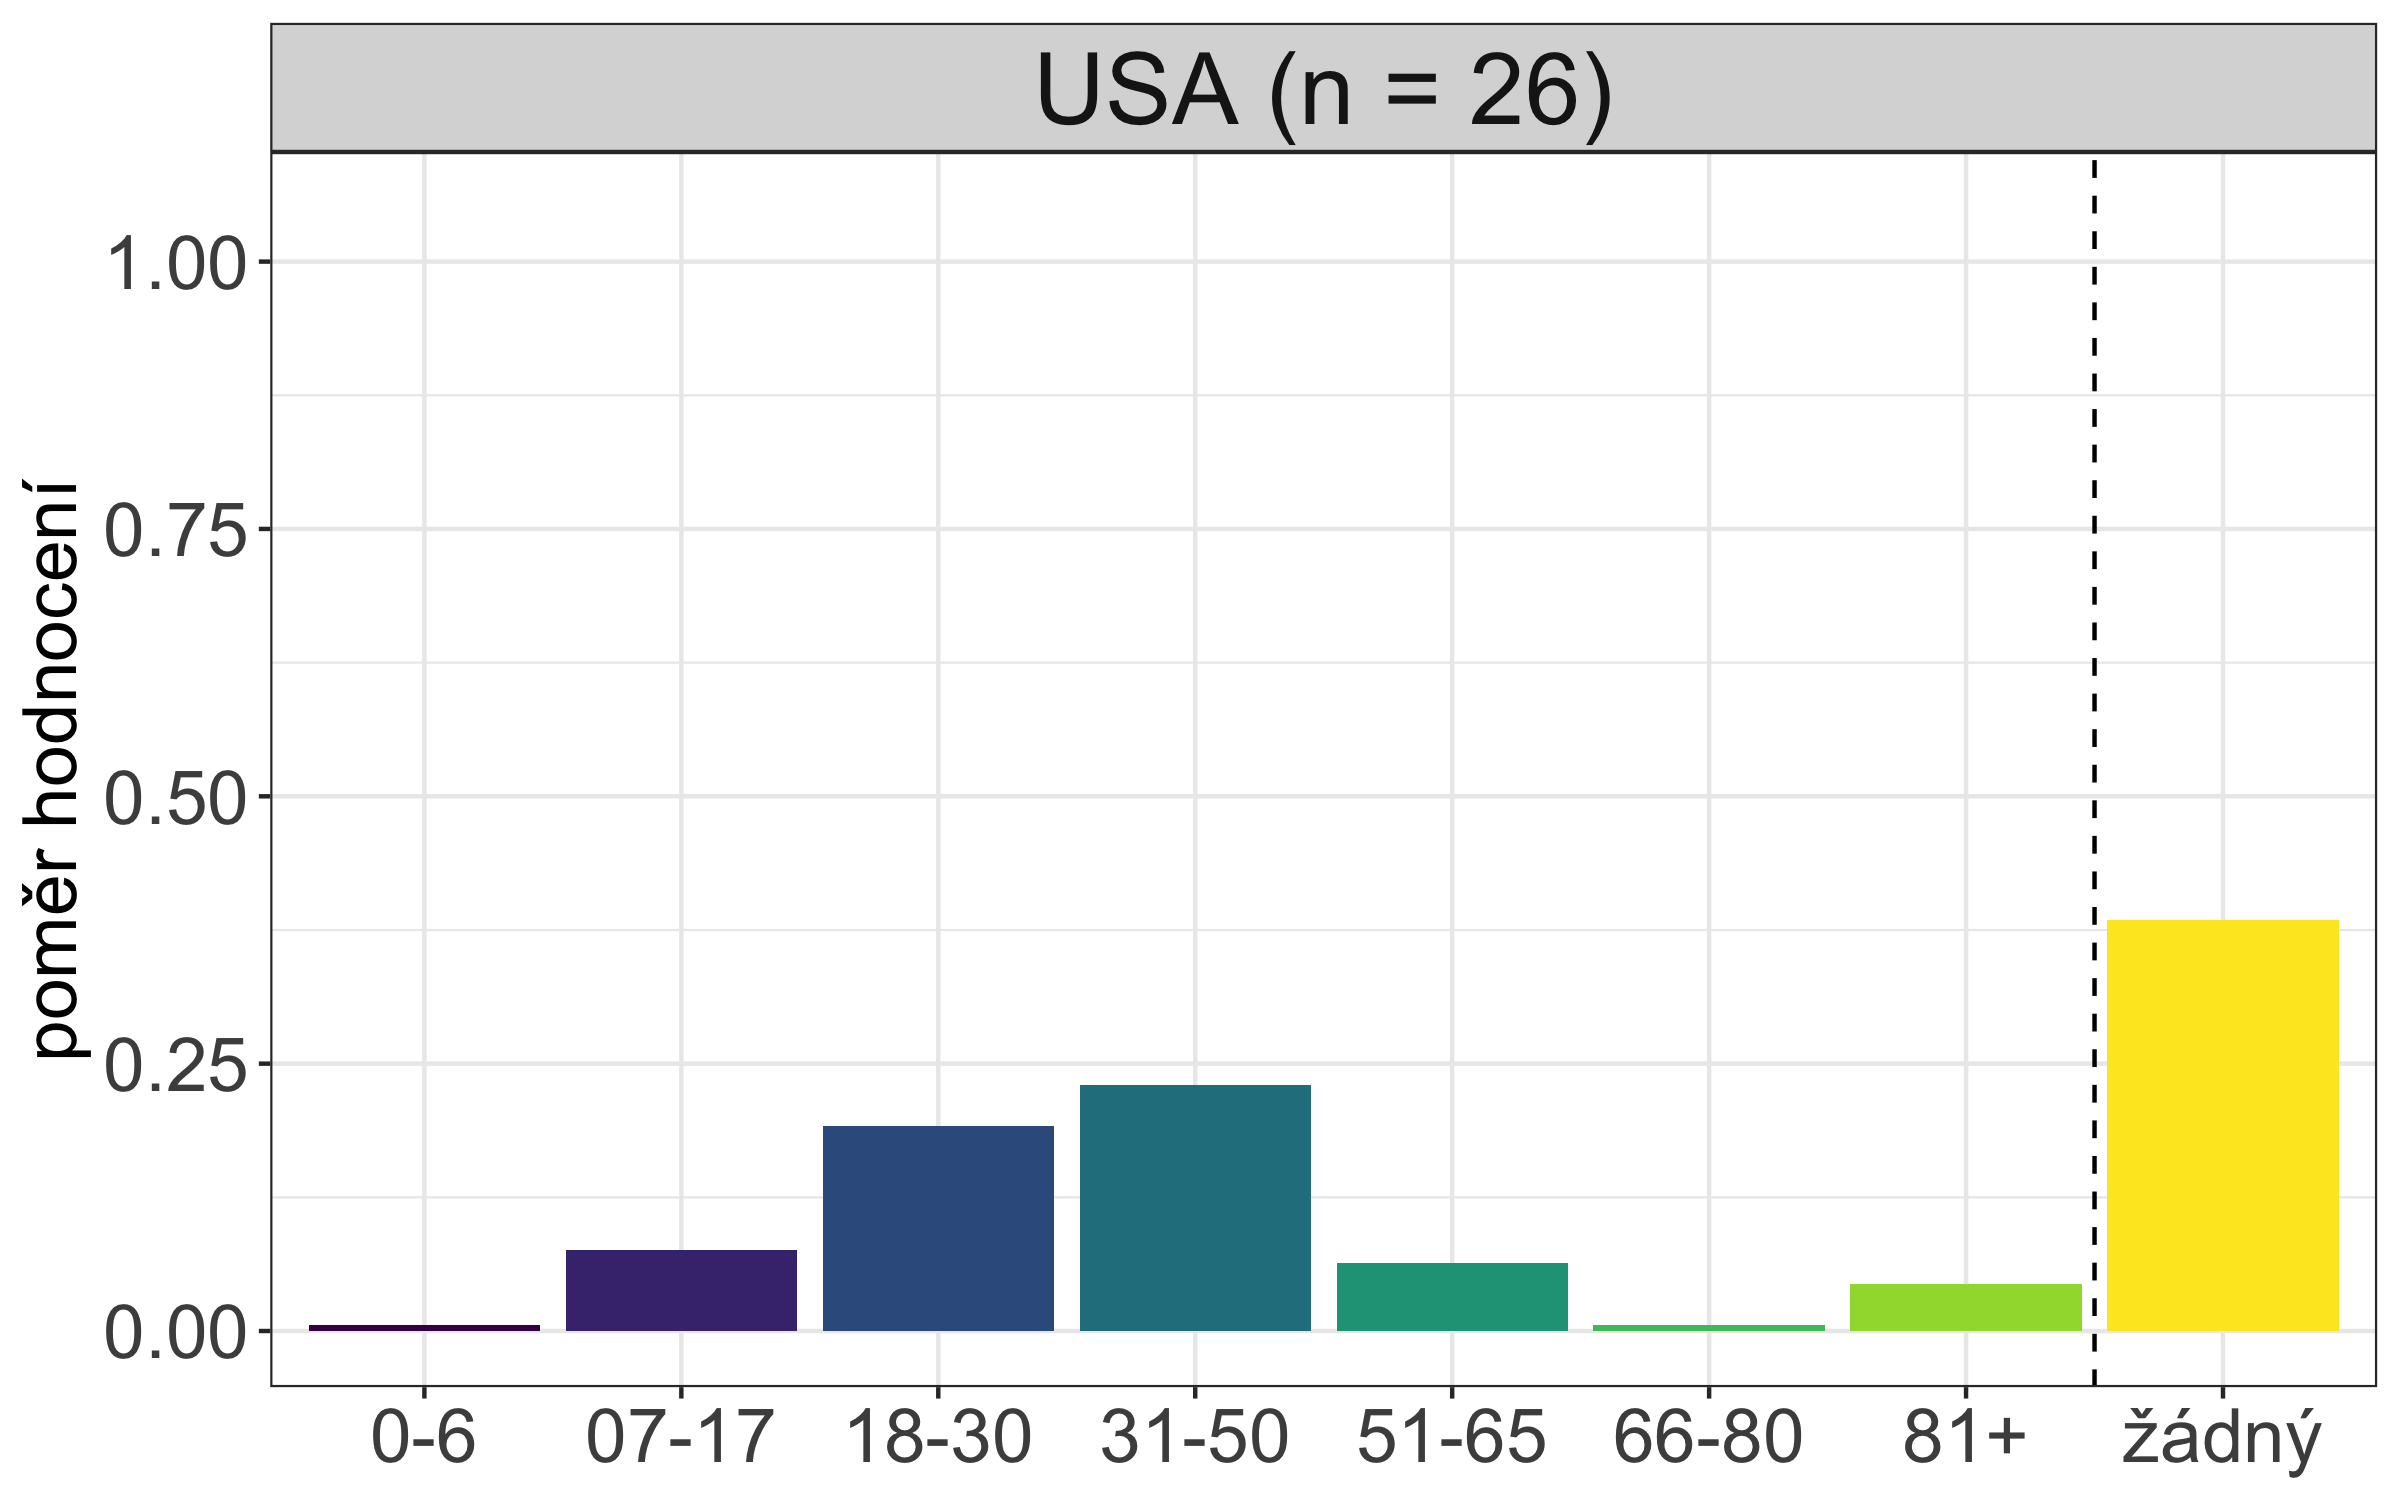 USA (n = 26)
poměr hodnocení
1.00
0.75
0.50
0.25
0.00
0-6 07-17 18-30 31-50 51-65 66-80 81+ žádný